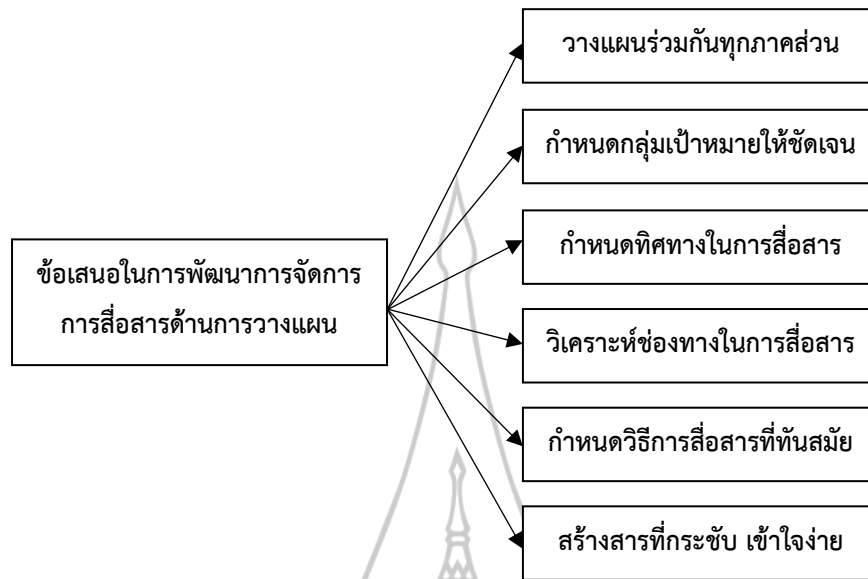 วางแผนร่วมกันทุกภาคส่วน
กำหนดกลุ่มเป้าหมายให้ชัดเจน
กำหนดทิศทางในการสื่อสาร
ข้อเสนอในการพัฒนาการจัดการ
การสื่อสารด้านการวางแผน
วิเคราะห์ช่องทางในการสื่อสาร
กำหนดวิธีการสื่อสารที่ทันสมัย
สร้างสารที่กระชับ เข้าใจง่าย